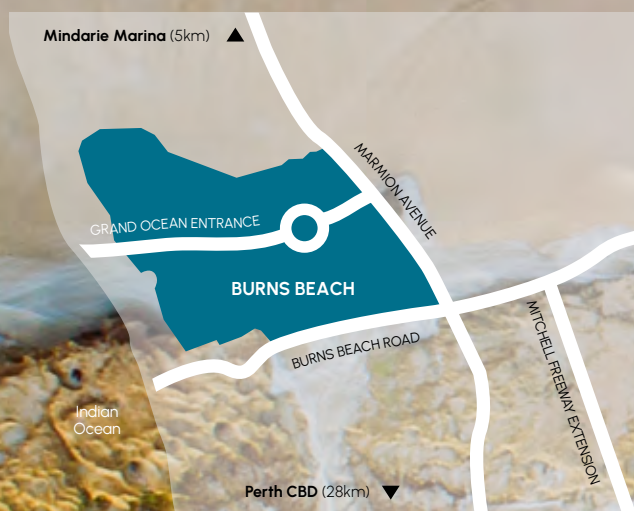 Mindarie Marina (5km)
MARMION AVENUE
GRAND OCEAN ENTRANCE
BURNS BEACH
BURNS BEACH ROAD
MITCHELL FREEWAY EXTENSION
Indian
Ocean
Perth CBD (28km)